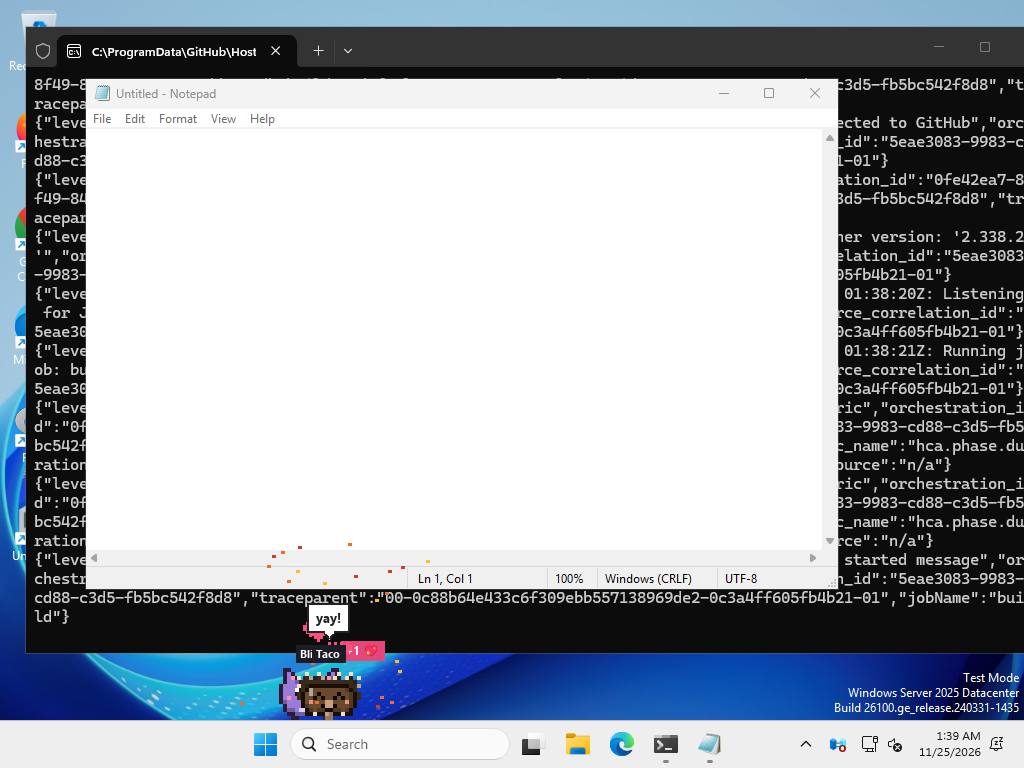 C:\ProgramData\GitHub\Host
Untitled - Notepad
File Edit Format View Help
8f49-8
c3d5-fb5bc542f8d8","t
racepa
{"leve
ected to GitHub","orc
hestra
_id":"5eae3083-9983-c
d88-c3
1-01"}
{"leve
ation_id":"0fe42ea7-8
f49-84
3d5-fb5bc542f8d8","tr
acepar
{"leve
ner version: '2.338.2
'","or
elation_id":"5eae3083
-9983-
05fb4b21-01"}
{"leve
01:38:20Z: Listening
for J
rce_correlation_id":"
5eae30
0c3a4ff605fb4b21-01"}
{"leve
01:38:21Z: Running j
ob: bu
rce_correlation_id":"
5eae30
0c3a4ff605fb4b21-01"}
{"leve
ric","orchestration_i
d":"0f
83-9983-cd88-c3d5-fb5
bc542f
c_name":"hca.phase.du
ration
ource":"n/a"}
{"leve
ric","orchestration_i
d":"0f
83-9983-cd88-c3d5-fb5
bc542f
c_name":"hca.phase.du
ration
rce":"n/a"}
{"leve
started message","or
chestr
n_id":"5eae3083-9983-
cd88-c3d5-fb5bc542f8d8","traceparent":"00-0c88b64e433c6f309ebb557138969de2-0c3a4ff605fb4b21-01","jobName":"bui
ld"}
Ln 1, Col 1
100%
Windows (CRLF)
UTF-8
yay!
Bli Taco
Test Mode
Windows Server 2025 Datacenter
Build 26100.ge_release.240331-1435
Search
1:39 AM
11/25/2026